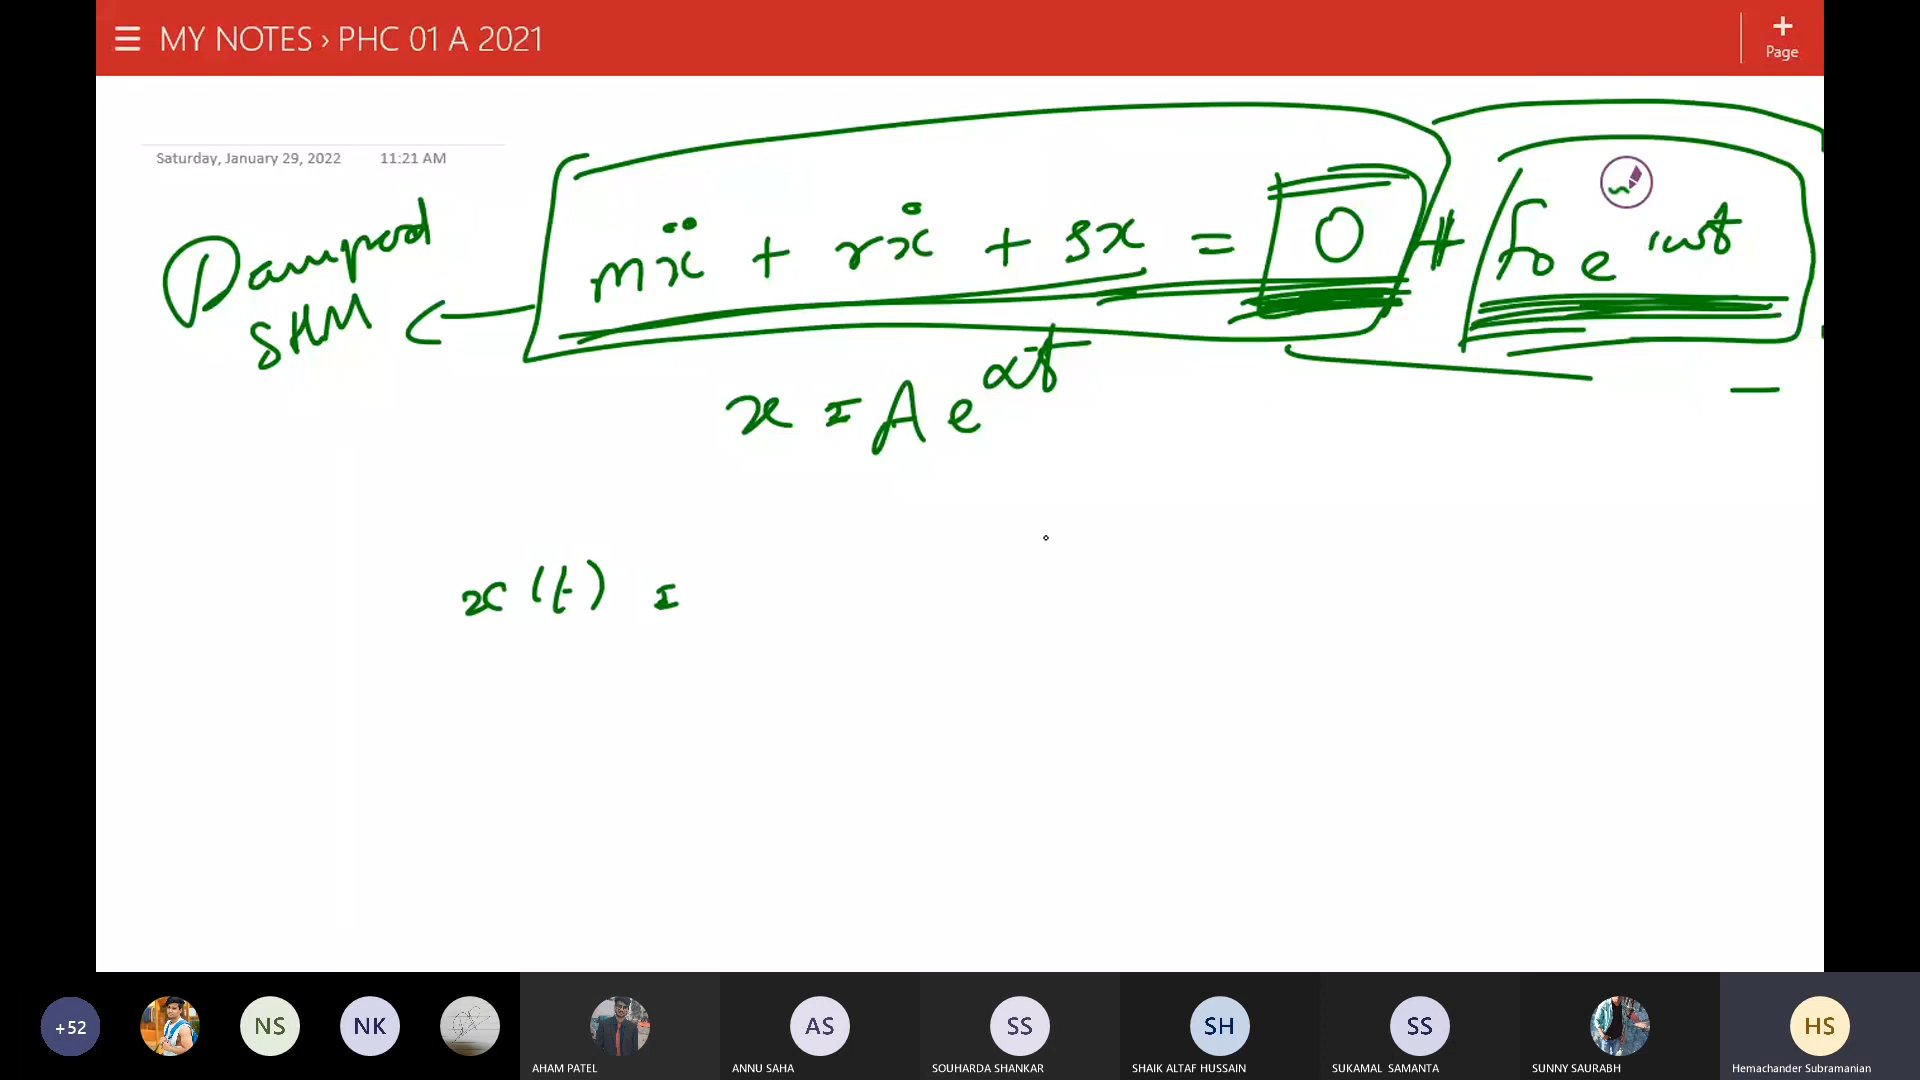 ☰ MY NOTES › PHC 01 A 2021
+ Page
Saturday, January 29, 2022 11:21 AM
Damped SHM
mẍ + rẋ + sx = 0 + f₀ e^{iωt}
x = A e^{αt}
x(t) =
+52
NS
NK
AS
SS
SH
SS
HS
AHAM PATEL
ANNU SAHA
SOUHARDA SHANKAR
SHAIK ALTAF HUSSAIN
SUKAMAL SAMANTA
SUNNY SAURABH
Hemachander Subramanian